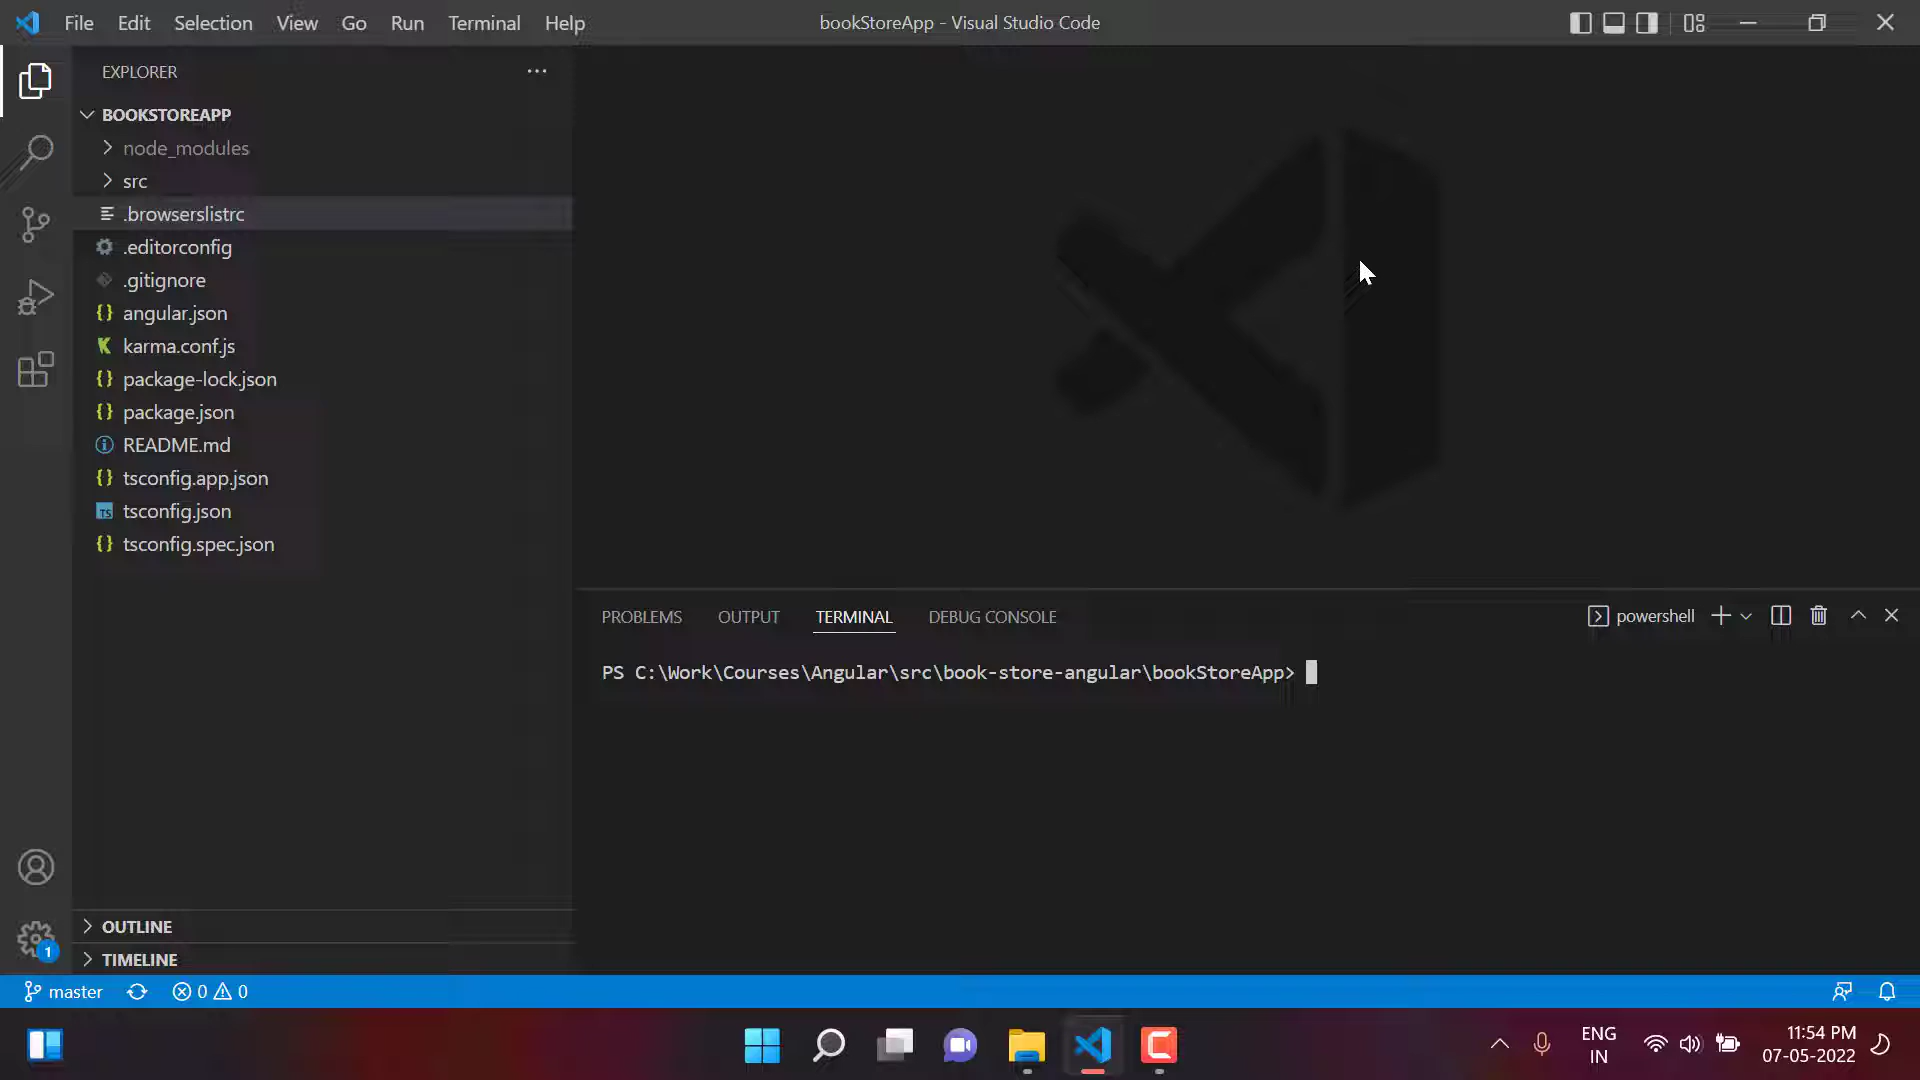 File Edit Selection View Go Run Terminal Help
bookStoreApp - Visual Studio Code
EXPLORER
BOOKSTOREAPP
node_modules
src
.browserslistrc
.editorconfig
.gitignore
{} angular.json
karma.conf.js
{} package-lock.json
{} package.json
README.md
{} tsconfig.app.json
TS tsconfig.json
{} tsconfig.spec.json
OUTLINE
TIMELINE
PROBLEMS OUTPUT TERMINAL DEBUG CONSOLE
powershell
PS C:\Work\Courses\Angular\src\book-store-angular\bookStoreApp>
1
master 0 0
ENG
IN
11:54 PM
07-05-2022